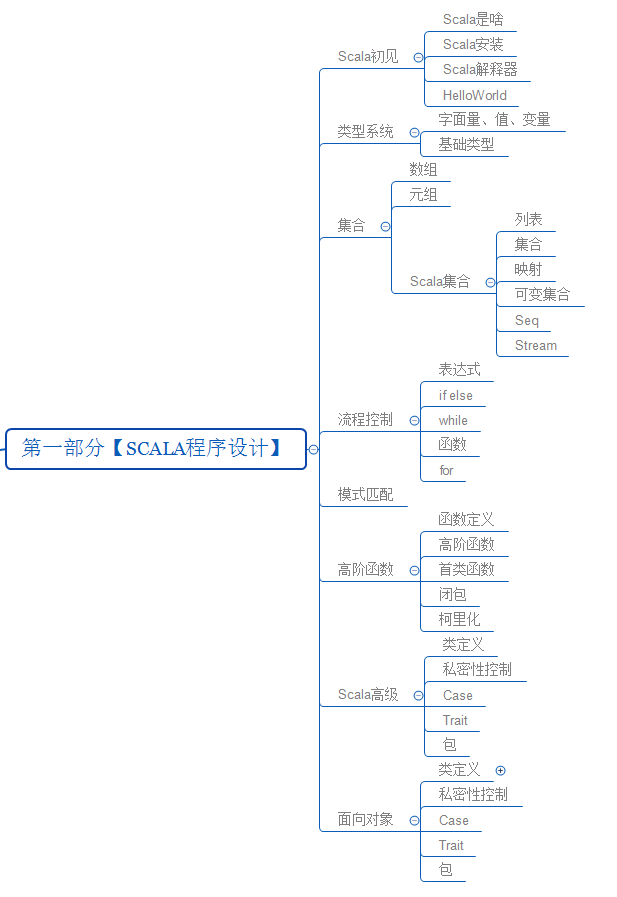 第一部分【SCALA程序设计】
Scala初见
Scala是啥
Scala安装
Scala解释器
HelloWorld
类型系统
字面量、值、变量
基础类型
集合
数组
元组
Scala集合
列表
集合
映射
可变集合
Seq
Stream
流程控制
表达式
if else
while
函数
for
模式匹配
高阶函数
函数定义
高阶函数
首类函数
闭包
柯里化
Scala高级
类定义
私密性控制
Case
Trait
包
面向对象
类定义
私密性控制
Case
Trait
包